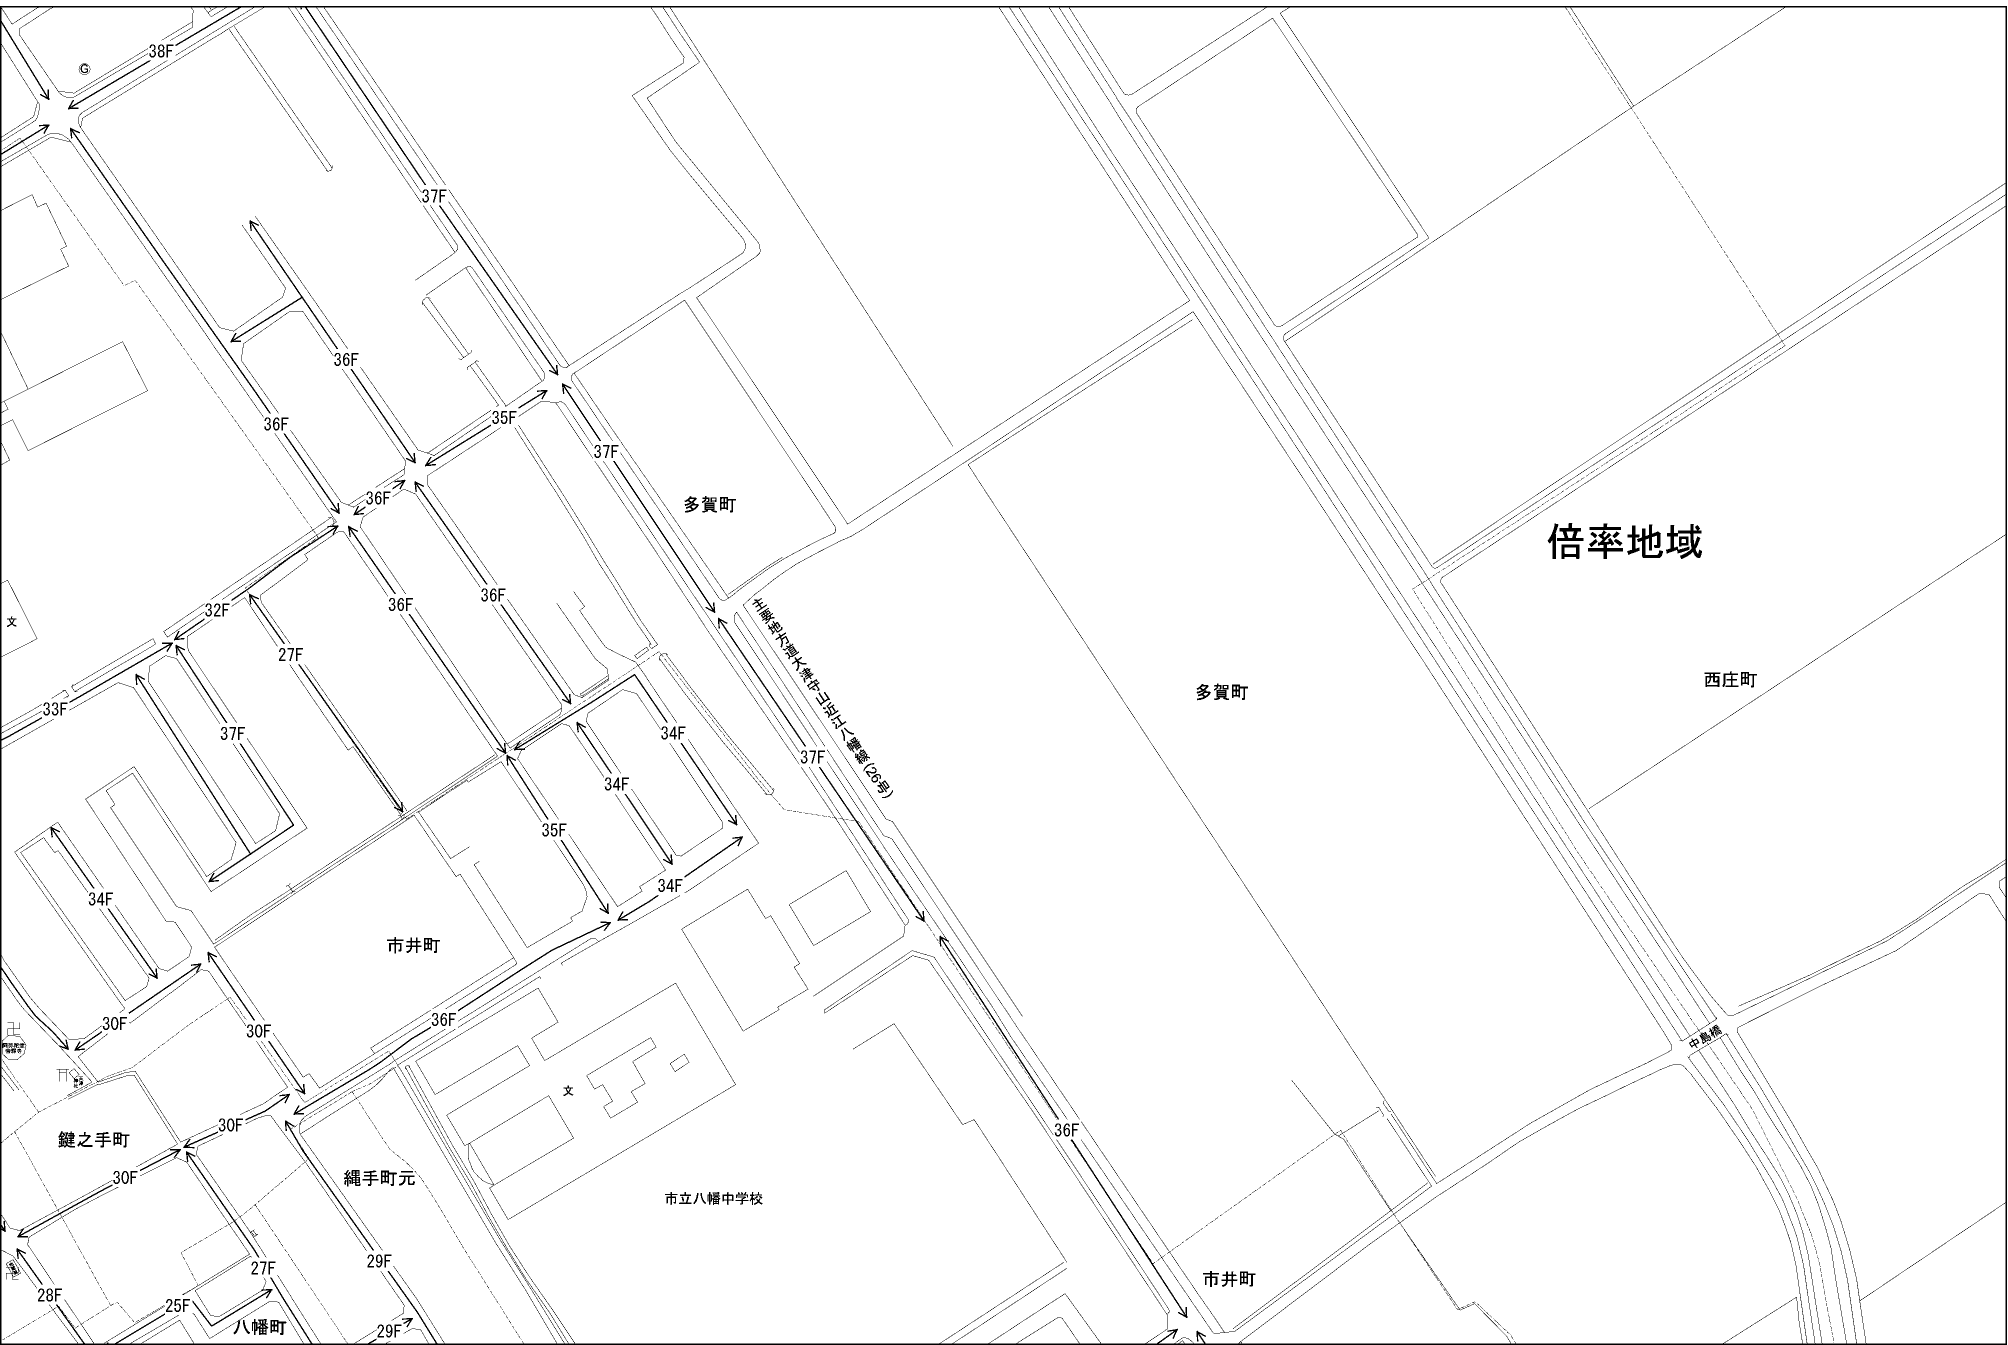 38F
G
37F
36F
36F
35F
37F
36F
多賀町
倍率地域
36F
36F
32F
主要地方道大津守山近江八幡線(26号)
文
27F
33F
37F
34F
多賀町
西庄町
37F
34F
35F
34F
34F
市井町
30F
30F
36F
中島橋
文
36F
30F
鍵之手町
30F
縄手町元
市立八幡中学校
29F
27F
市井町
28F
25F
八幡町
29F